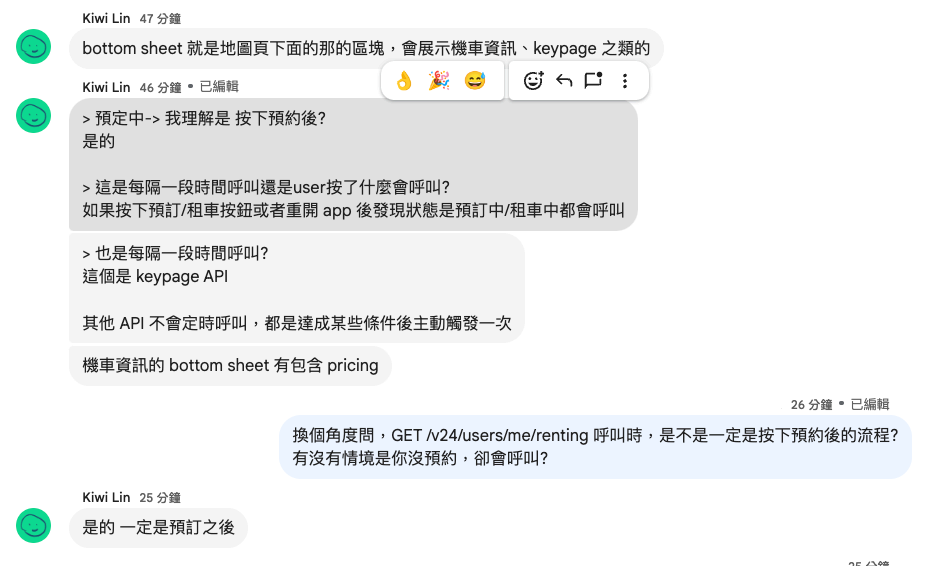 Kiwi Lin 47 分鐘
bottom sheet 就是地圖頁下面的那的區塊，會展示機車資訊、keypage 之類的
Kiwi Lin 46 分鐘 • 已編輯
> 預定中-> 我理解是 按下預約後?
是的
> 這是每隔一段時間呼叫還是user按了什麼會呼叫?
如果按下預訂/租車按鈕或者重開 app 後發現狀態是預訂中/租車中都會呼叫
> 也是每隔一段時間呼叫?
這個是 keypage API
其他 API 不會定時呼叫，都是達成某些條件後主動觸發一次
機車資訊的 bottom sheet 有包含 pricing
26 分鐘 • 已編輯
換個角度問，GET /v24/users/me/renting 呼叫時，是不是一定是按下預約後的流程?
有沒有情境是你沒預約，卻會呼叫?
Kiwi Lin 25 分鐘
是的 一定是預訂之後
25 分鐘